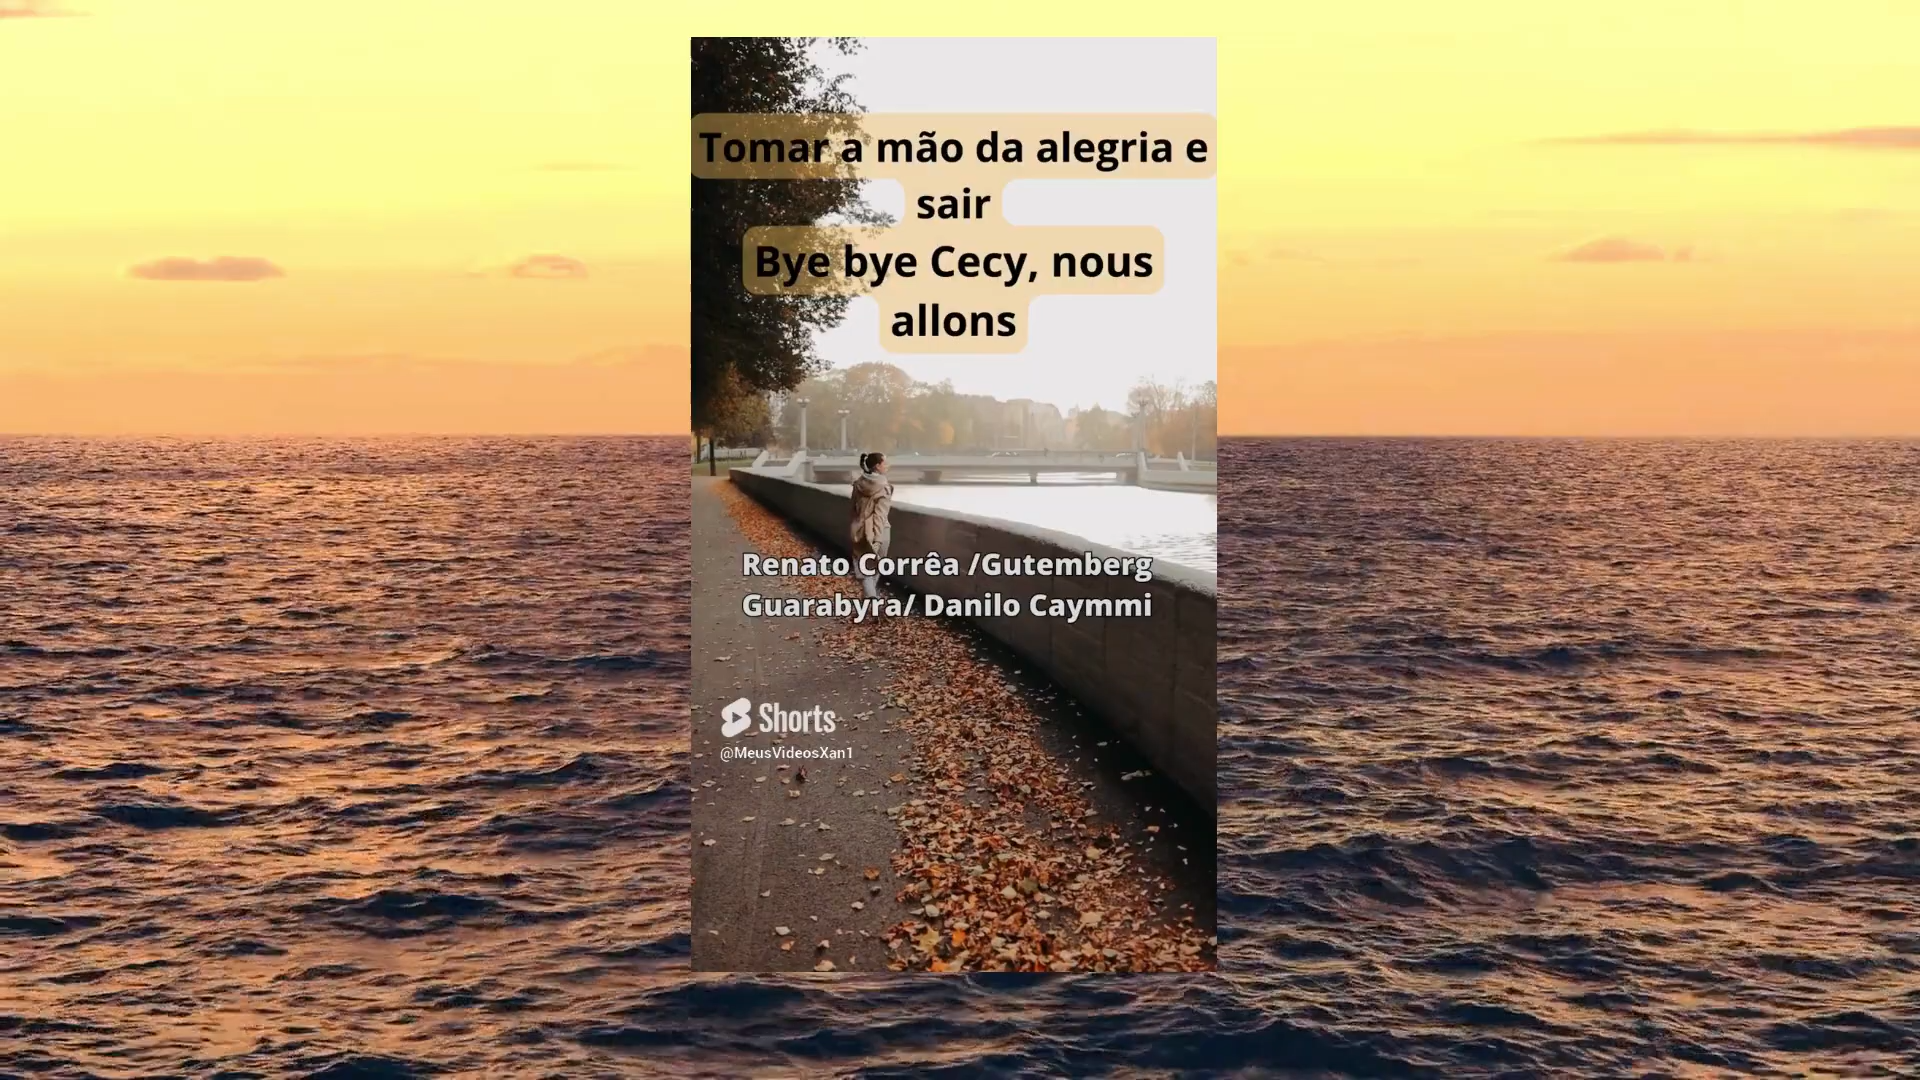 Tomar a mão da alegria e
sair
Bye bye Cecy, nous
allons
Renato Corrêa /Gutemberg
Guarabyra/ Danilo Caymmi
Shorts
@MeusVideosXan1